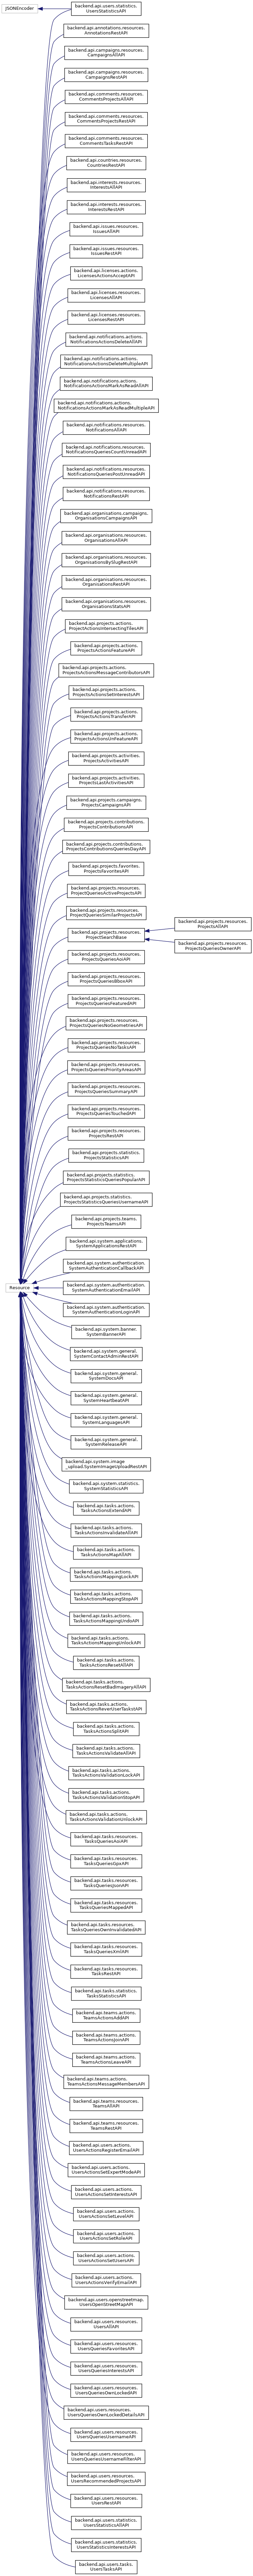 JSONEncoder
backend.api.users.statistics.
UsersStatisticsAPI
backend.api.annotations.resources.
AnnotationsRestAPI
backend.api.campaigns.resources.
CampaignsAllAPI
backend.api.campaigns.resources.
CampaignsRestAPI
backend.api.comments.resources.
CommentsProjectsAllAPI
backend.api.comments.resources.
CommentsProjectsRestAPI
backend.api.comments.resources.
CommentsTasksRestAPI
backend.api.countries.resources.
CountriesRestAPI
backend.api.interests.resources.
InterestsAllAPI
backend.api.interests.resources.
InterestsRestAPI
backend.api.issues.resources.
IssuesAllAPI
backend.api.issues.resources.
IssuesRestAPI
backend.api.licenses.actions.
LicensesActionsAcceptAPI
backend.api.licenses.resources.
LicensesAllAPI
backend.api.licenses.resources.
LicensesRestAPI
backend.api.notifications.actions.
NotificationsActionsDeleteAllAPI
backend.api.notifications.actions.
NotificationsActionsDeleteMultipleAPI
backend.api.notifications.actions.
NotificationsActionsMarkAsReadAllAPI
backend.api.notifications.actions.
NotificationsActionsMarkAsReadMultipleAPI
backend.api.notifications.resources.
NotificationsAllAPI
backend.api.notifications.resources.
NotificationsQueriesCountUnreadAPI
backend.api.notifications.resources.
NotificationsQueriesPostUnreadAPI
backend.api.notifications.resources.
NotificationsRestAPI
backend.api.organisations.campaigns.
OrganisationsCampaignsAPI
backend.api.organisations.resources.
OrganisationsAllAPI
backend.api.organisations.resources.
OrganisationsBySlugRestAPI
backend.api.organisations.resources.
OrganisationsRestAPI
backend.api.organisations.resources.
OrganisationsStatsAPI
backend.api.projects.actions.
ProjectActionsIntersectingTilesAPI
backend.api.projects.actions.
ProjectsActionsFeatureAPI
backend.api.projects.actions.
ProjectsActionsMessageContributorsAPI
backend.api.projects.actions.
ProjectsActionsSetInterestsAPI
backend.api.projects.actions.
ProjectsActionsTransferAPI
backend.api.projects.actions.
ProjectsActionsUnFeatureAPI
backend.api.projects.activities.
ProjectsActivitiesAPI
backend.api.projects.activities.
ProjectsLastActivitiesAPI
backend.api.projects.campaigns.
ProjectsCampaignsAPI
backend.api.projects.contributions.
ProjectsContributionsAPI
backend.api.projects.contributions.
ProjectsContributionsQueriesDayAPI
backend.api.projects.favorites.
ProjectsFavoritesAPI
backend.api.projects.resources.
ProjectQueriesActiveProjectsAPI
backend.api.projects.resources.
ProjectQueriesSimilarProjectsAPI
backend.api.projects.resources.
ProjectSearchBase
backend.api.projects.resources.
ProjectsAllAPI
backend.api.projects.resources.
ProjectsQueriesOwnerAPI
backend.api.projects.resources.
ProjectsQueriesAoiAPI
backend.api.projects.resources.
ProjectsQueriesBboxAPI
backend.api.projects.resources.
ProjectsQueriesFeaturedAPI
backend.api.projects.resources.
ProjectsQueriesNoGeometriesAPI
backend.api.projects.resources.
ProjectsQueriesNoTasksAPI
backend.api.projects.resources.
ProjectsQueriesPriorityAreasAPI
backend.api.projects.resources.
ProjectsQueriesSummaryAPI
backend.api.projects.resources.
ProjectsQueriesTouchedAPI
backend.api.projects.resources.
ProjectsRestAPI
backend.api.projects.statistics.
ProjectsStatisticsAPI
backend.api.projects.statistics.
ProjectsStatisticsQueriesPopularAPI
backend.api.projects.statistics.
ProjectsStatisticsQueriesUsernameAPI
backend.api.projects.teams.
ProjectsTeamsAPI
backend.api.system.applications.
SystemApplicationsRestAPI
backend.api.system.authentication.
SystemAuthenticationCallbackAPI
Resource
backend.api.system.authentication.
SystemAuthenticationEmailAPI
backend.api.system.authentication.
SystemAuthenticationLoginAPI
backend.api.system.banner.
SystemBannerAPI
backend.api.system.general.
SystemContactAdminRestAPI
backend.api.system.general.
SystemDocsAPI
backend.api.system.general.
SystemHeartbeatAPI
backend.api.system.general.
SystemLanguagesAPI
backend.api.system.general.
SystemReleaseAPI
backend.api.system.image
_upload.SystemImageUploadRestAPI
backend.api.system.statistics.
SystemStatisticsAPI
backend.api.tasks.actions.
TasksActionsExtendAPI
backend.api.tasks.actions.
TasksActionsInvalidateAllAPI
backend.api.tasks.actions.
TasksActionsMapAllAPI
backend.api.tasks.actions.
TasksActionsMappingLockAPI
backend.api.tasks.actions.
TasksActionsMappingStopAPI
backend.api.tasks.actions.
TasksActionsMappingUndoAPI
backend.api.tasks.actions.
TasksActionsMappingUnlockAPI
backend.api.tasks.actions.
TasksActionsResetAllAPI
backend.api.tasks.actions.
TasksActionsResetBadImageryAllAPI
backend.api.tasks.actions.
TasksActionsReverUserTaskstAPI
backend.api.tasks.actions.
TasksActionsSplitAPI
backend.api.tasks.actions.
TasksActionsValidateAllAPI
backend.api.tasks.actions.
TasksActionsValidationLockAPI
backend.api.tasks.actions.
TasksActionsValidationStopAPI
backend.api.tasks.actions.
TasksActionsValidationUnlockAPI
backend.api.tasks.resources.
TasksQueriesAoiAPI
backend.api.tasks.resources.
TasksQueriesGpxAPI
backend.api.tasks.resources.
TasksQueriesJsonAPI
backend.api.tasks.resources.
TasksQueriesMappedAPI
backend.api.tasks.resources.
TasksQueriesOwnInvalidatedAPI
backend.api.tasks.resources.
TasksQueriesXmlAPI
backend.api.tasks.resources.
TasksRestAPI
backend.api.tasks.statistics.
TasksStatisticsAPI
backend.api.teams.actions.
TeamsActionsAddAPI
backend.api.teams.actions.
TeamsActionsJoinAPI
backend.api.teams.actions.
TeamsActionsLeaveAPI
backend.api.teams.actions.
TeamsActionsMessageMembersAPI
backend.api.teams.resources.
TeamsAllAPI
backend.api.teams.resources.
TeamsRestAPI
backend.api.users.actions.
UsersActionsRegisterEmailAPI
backend.api.users.actions.
UsersActionsSetExpertModeAPI
backend.api.users.actions.
UsersActionsSetInterestsAPI
backend.api.users.actions.
UsersActionsSetLevelAPI
backend.api.users.actions.
UsersActionsSetRoleAPI
backend.api.users.actions.
UsersActionsSetUsersAPI
backend.api.users.actions.
UsersActionsVerifyEmailAPI
backend.api.users.openstreetmap.
UsersOpenStreetMapAPI
backend.api.users.resources.
UsersAllAPI
backend.api.users.resources.
UsersQueriesFavoritesAPI
backend.api.users.resources.
UsersQueriesInterestsAPI
backend.api.users.resources.
UsersQueriesOwnLockedAPI
backend.api.users.resources.
UsersQueriesOwnLockedDetailsAPI
backend.api.users.resources.
UsersQueriesUsernameAPI
backend.api.users.resources.
UsersQueriesUsernameFilterAPI
backend.api.users.resources.
UsersRecommendedProjectsAPI
backend.api.users.resources.
UsersRestAPI
backend.api.users.statistics.
UsersStatisticsAllAPI
backend.api.users.statistics.
UsersStatisticsInterestsAPI
backend.api.users.tasks.
UsersTasksAPI